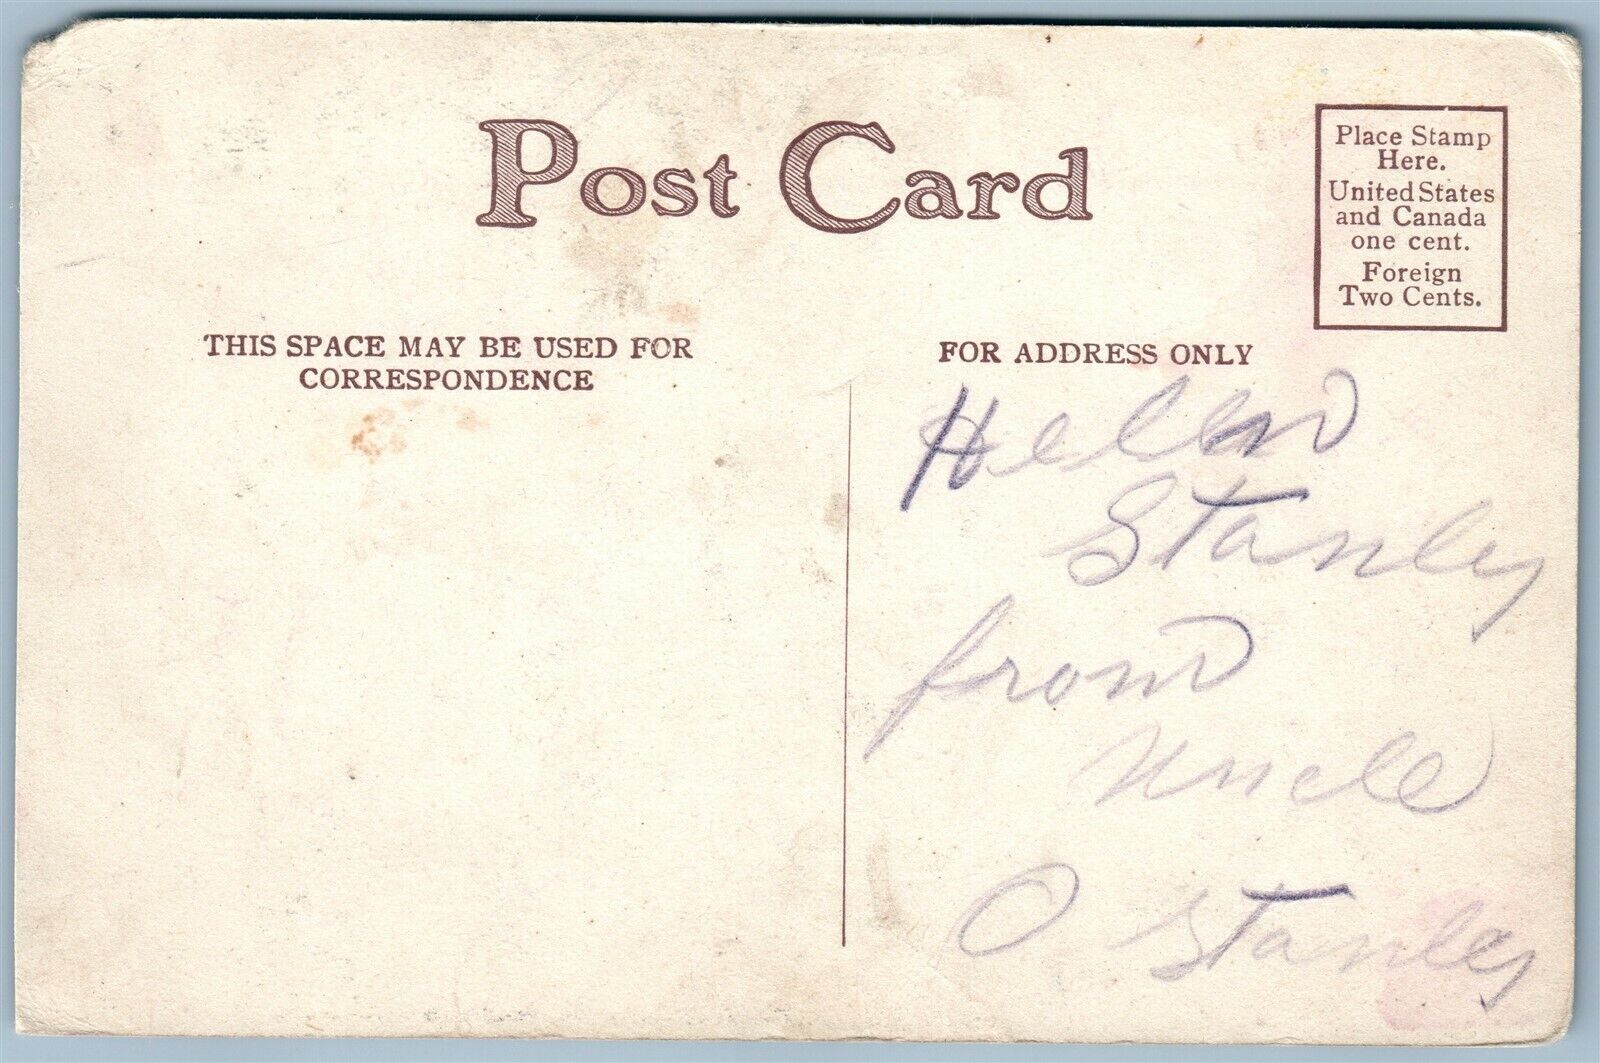 Post Card
Place Stamp
Here.
United States
and Canada
one cent.
Foreign
Two Cents.
THIS SPACE MAY BE USED FOR
CORRESPONDENCE
FOR ADDRESS ONLY
Hello
Stanley
from
Uncle
O Stanley